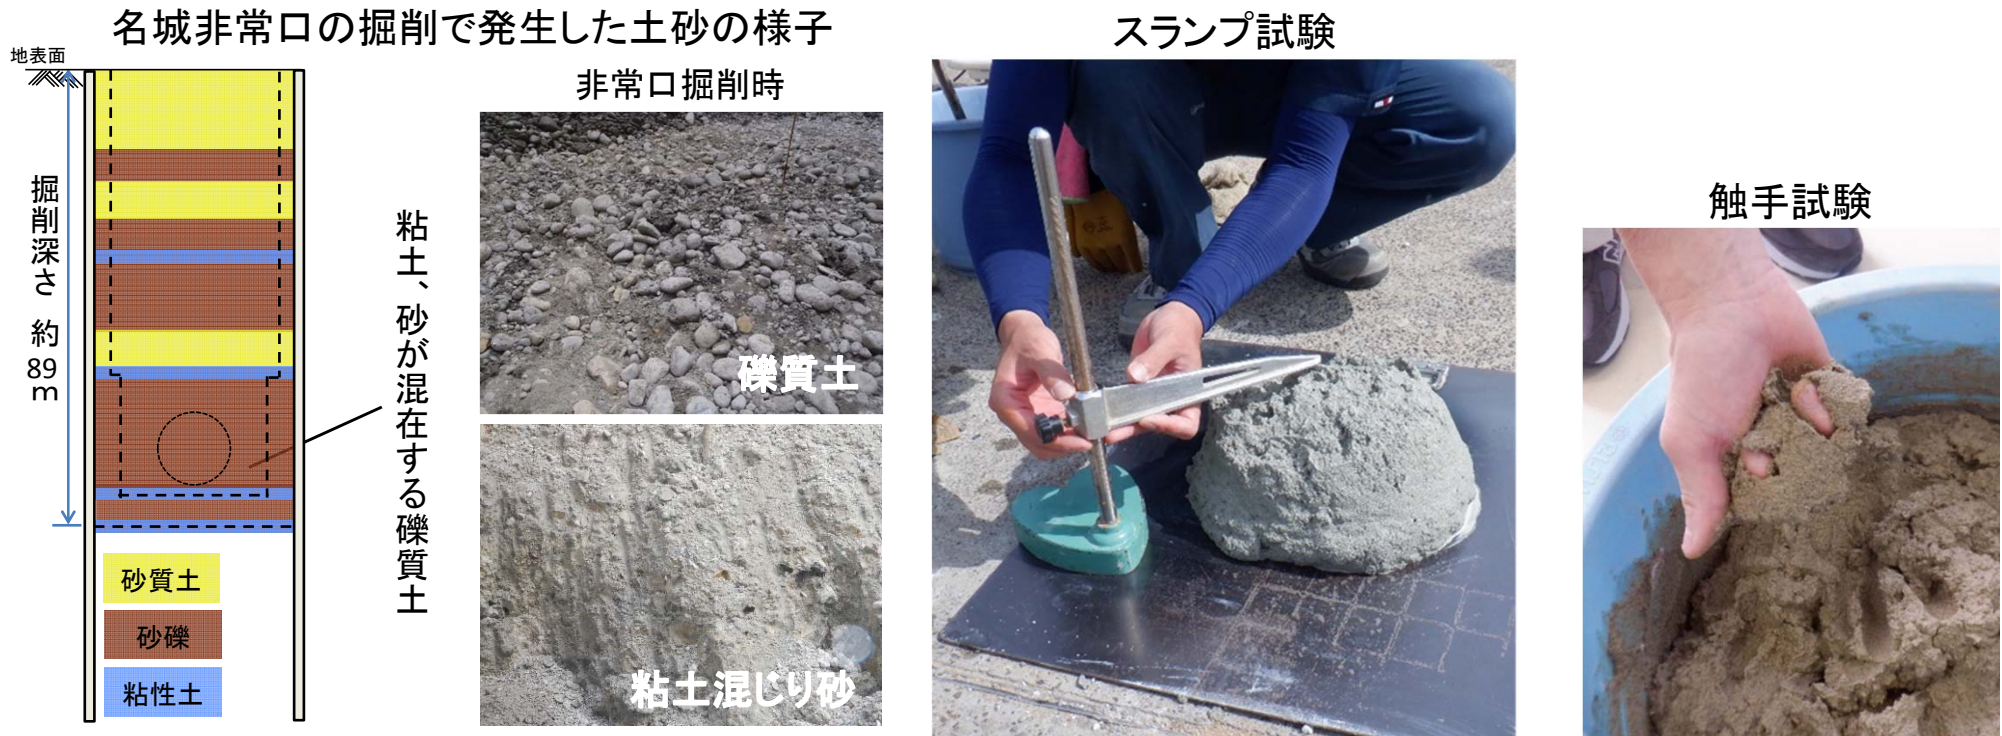 名城非常口の掘削で発生した土砂の様子
地表面
掘削深さ 約89m
砂質土
砂礫
粘性土
粘土、砂が混在する礫質土
非常口掘削時
礫質土
粘土混じり砂
スランプ試験
触手試験